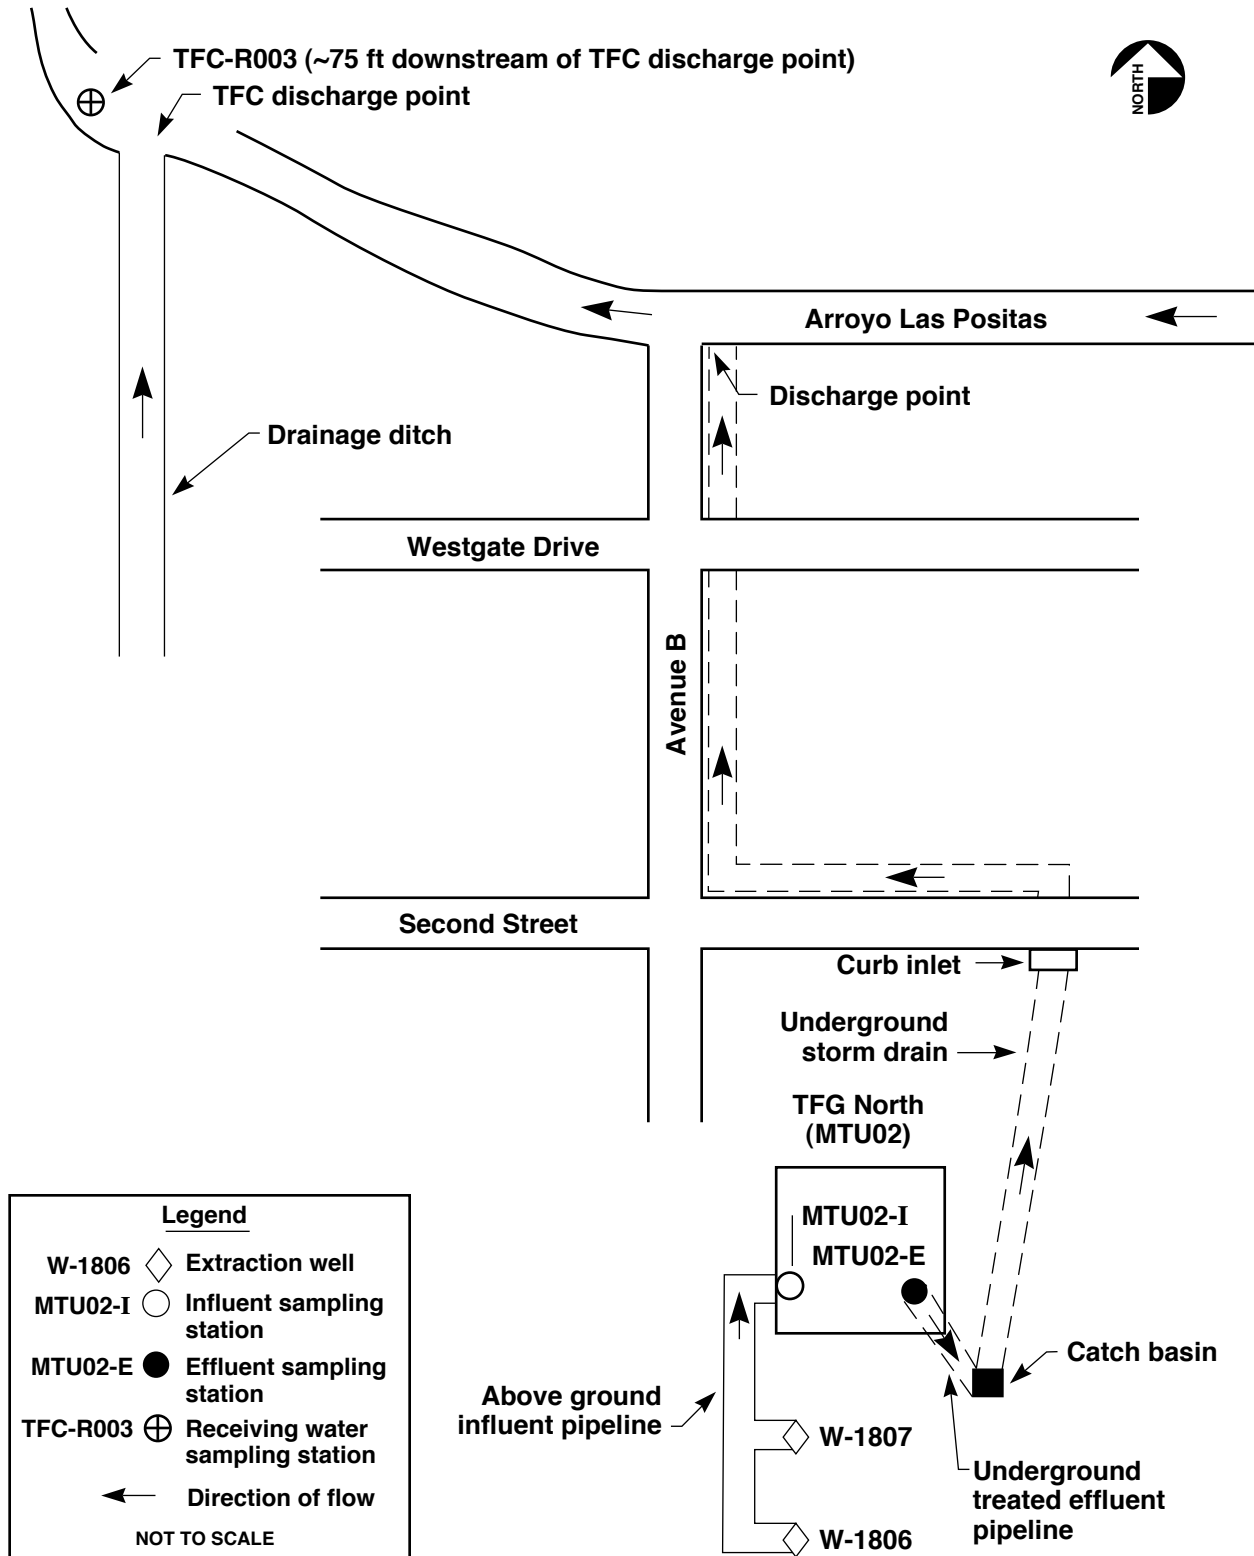 TFC-R003 (~75 ft downstream of TFC discharge point)
TFC discharge point
NORTH
Arroyo Las Positas
Discharge point
Drainage ditch
Westgate Drive
Avenue B
Second Street
Curb inlet
Underground
storm drain
TFG North
(MTU02)
MTU02-I
MTU02-E
Catch basin
Above ground
influent pipeline
W-1807
Underground
treated effluent
pipeline
W-1806
Legend
W-1806 Extraction well
MTU02-I Influent sampling
station
MTU02-E Effluent sampling
station
TFC-R003 Receiving water
sampling station
Direction of flow
NOT TO SCALE